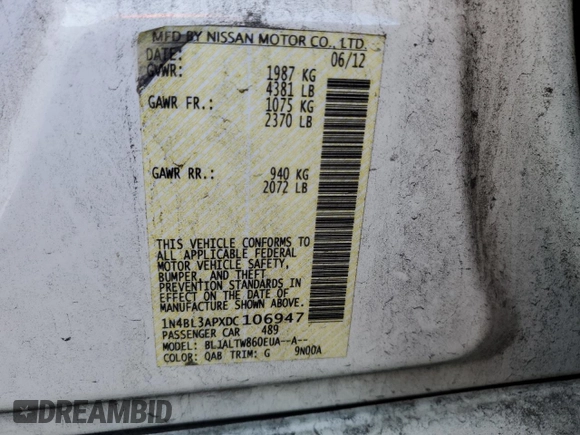 MFD BY NISSAN MOTOR CO., LTD.
DATE: 06/12
GVWR: 1987 KG
4381 LB
GAWR FR.: 1075 KG
2370 LB
GAWR RR.: 940 KG
2072 LB
THIS VEHICLE CONFORMS TO
ALL APPLICABLE FEDERAL
MOTOR VEHICLE SAFETY,
BUMPER, AND THEFT
PREVENTION STANDARDS IN
EFFECT ON THE DATE OF
MANUFACTURE SHOWN ABOVE.
1N4BL3APXDC106947
PASSENGER CAR 489
MODEL: BL1ALTW860EUA--A--
COLOR: QAB TRIM: G 9N00A
DREAMBID